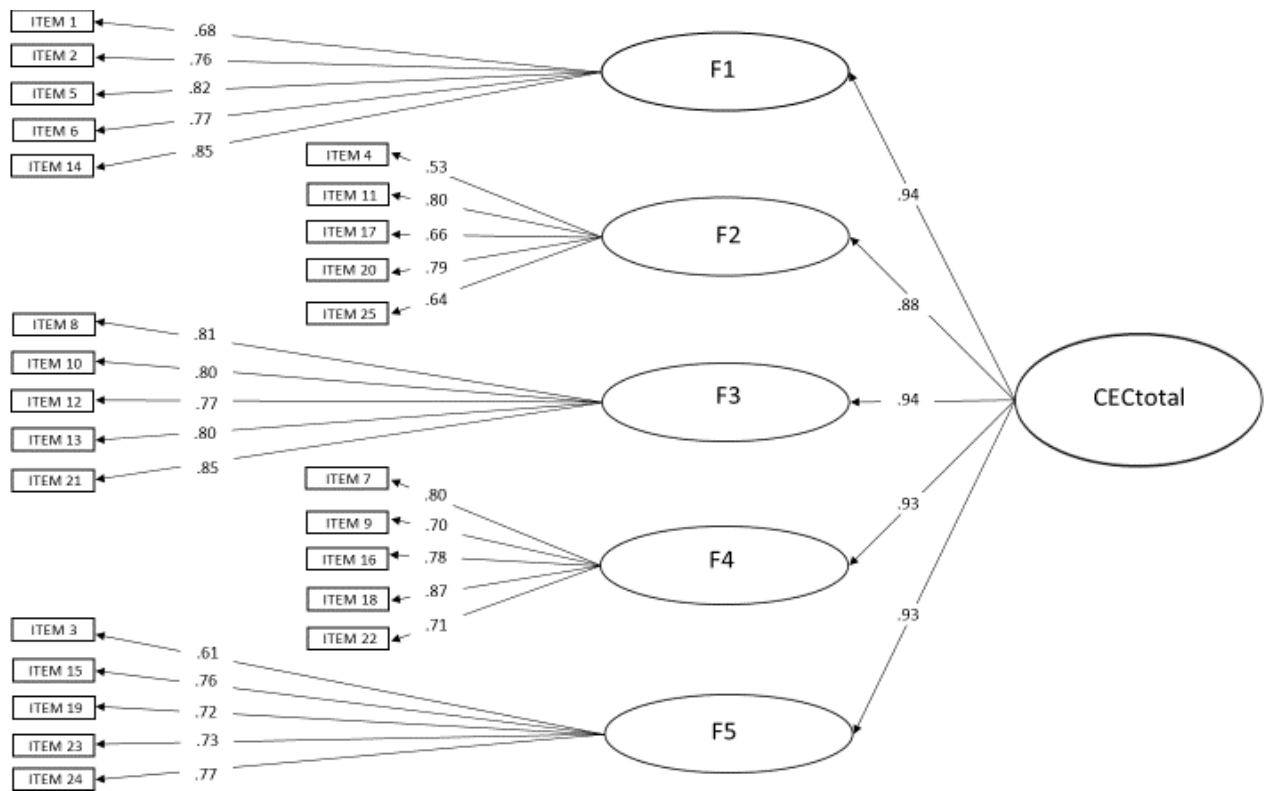 ITEM 1
.68
ITEM 2
.76
ITEM 5
.82
ITEM 6
.77
ITEM 14
.85
F1
ITEM 4
.53
ITEM 11
.80
ITEM 17
.66
ITEM 20
.79
ITEM 25
.64
F2
ITEM 8
.81
ITEM 10
.80
ITEM 12
.77
ITEM 13
.80
ITEM 21
.85
F3
ITEM 7
.80
ITEM 9
.70
ITEM 16
.78
ITEM 18
.87
ITEM 22
.71
F4
ITEM 3
.61
ITEM 15
.76
ITEM 19
.72
ITEM 23
.73
ITEM 24
.77
F5
.94
.88
.94
.93
.93
CECtotal